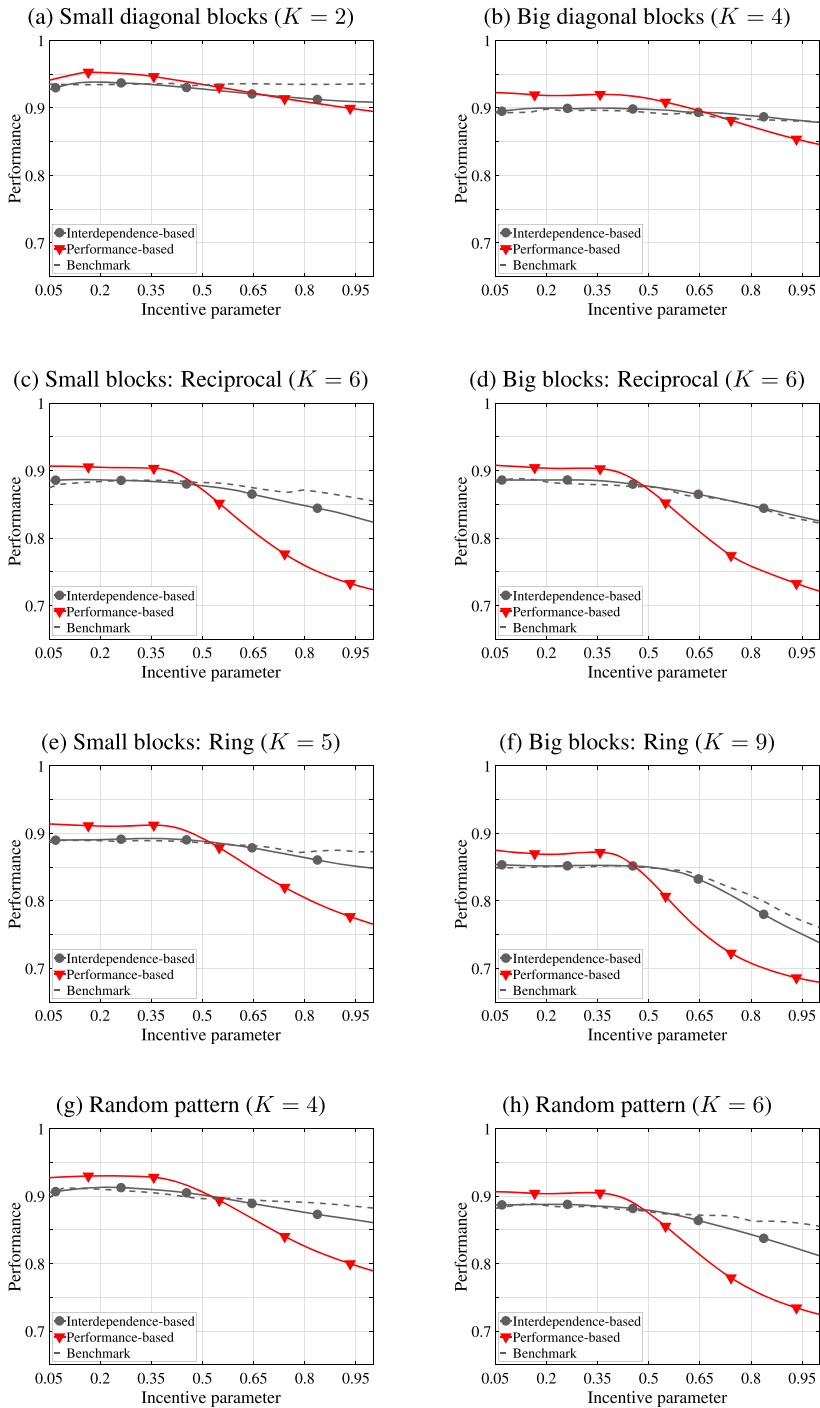 (a) Small diagonal blocks (K = 2)
1
0.9
0.8
0.7
Performance
Interdependence-based
Performance-based
Benchmark
0.05 0.2 0.35 0.5 0.65 0.8 0.95
Incentive parameter
(b) Big diagonal blocks (K = 4)
1
0.9
0.8
0.7
Performance
Interdependence-based
Performance-based
Benchmark
0.05 0.2 0.35 0.5 0.65 0.8 0.95
Incentive parameter
(c) Small blocks: Reciprocal (K = 6)
1
0.9
0.8
0.7
Performance
Interdependence-based
Performance-based
Benchmark
0.05 0.2 0.35 0.5 0.65 0.8 0.95
Incentive parameter
(d) Big blocks: Reciprocal (K = 6)
1
0.9
0.8
0.7
Performance
Interdependence-based
Performance-based
Benchmark
0.05 0.2 0.35 0.5 0.65 0.8 0.95
Incentive parameter
(e) Small blocks: Ring (K = 5)
1
0.9
0.8
0.7
Performance
Interdependence-based
Performance-based
Benchmark
0.05 0.2 0.35 0.5 0.65 0.8 0.95
Incentive parameter
(f) Big blocks: Ring (K = 9)
1
0.9
0.8
0.7
Performance
Interdependence-based
Performance-based
Benchmark
0.05 0.2 0.35 0.5 0.65 0.8 0.95
Incentive parameter
(g) Random pattern (K = 4)
1
0.9
0.8
0.7
Performance
Interdependence-based
Performance-based
Benchmark
0.05 0.2 0.35 0.5 0.65 0.8 0.95
Incentive parameter
(h) Random pattern (K = 6)
1
0.9
0.8
0.7
Performance
Interdependence-based
Performance-based
Benchmark
0.05 0.2 0.35 0.5 0.65 0.8 0.95
Incentive parameter